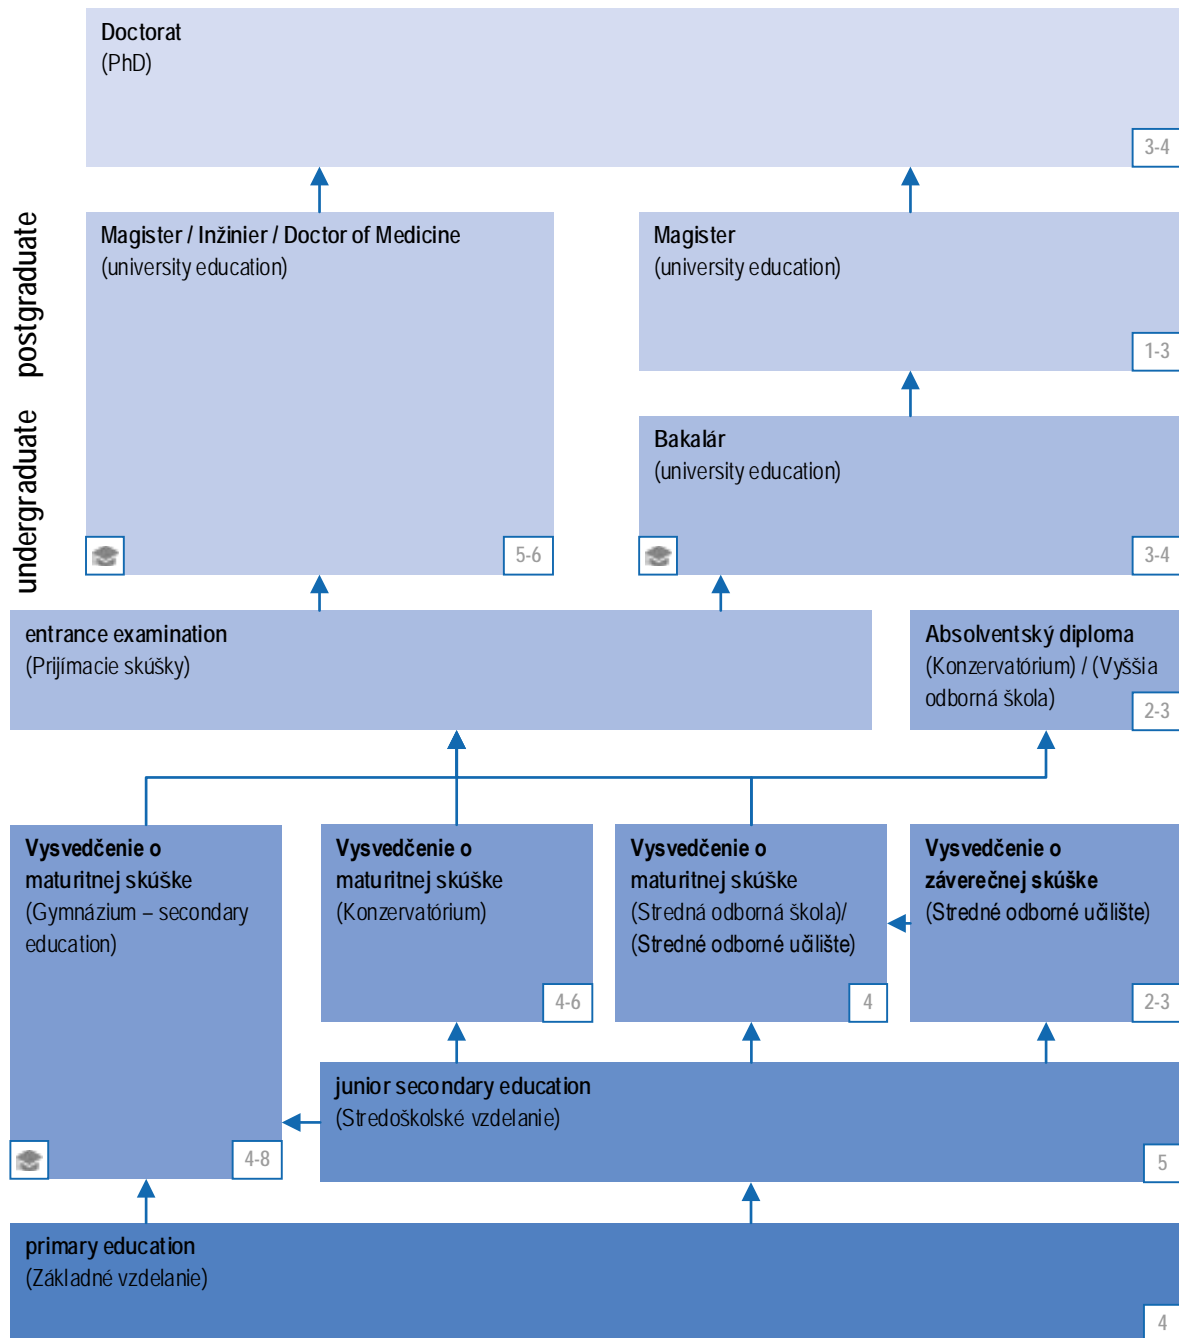 Doctorat
(PhD)
3-4
postgraduate
undergraduate
Magister / Inžinier / Doctor of Medicine
(university education)
5-6
Magister
(university education)
1-3
Bakalár
(university education)
3-4
entrance examination
(Prijímacie skúšky)
Absolventský diploma
(Konzervatórium) / (Vyššia
odborná škola)
2-3
Vysvedčenie o
maturitnej skúške
(Gymnázium – secondary
education)
4-8
Vysvedčenie o
maturitnej skúške
(Konzervatórium)
4-6
Vysvedčenie o
maturitnej skúške
(Stredná odborná škola)/
(Stredné odborné učilište)
4
Vysvedčenie o
záverečnej skúške
(Stredné odborné učilište)
2-3
junior secondary education
(Stredoškolské vzdelanie)
5
primary education
(Základné vzdelanie)
4